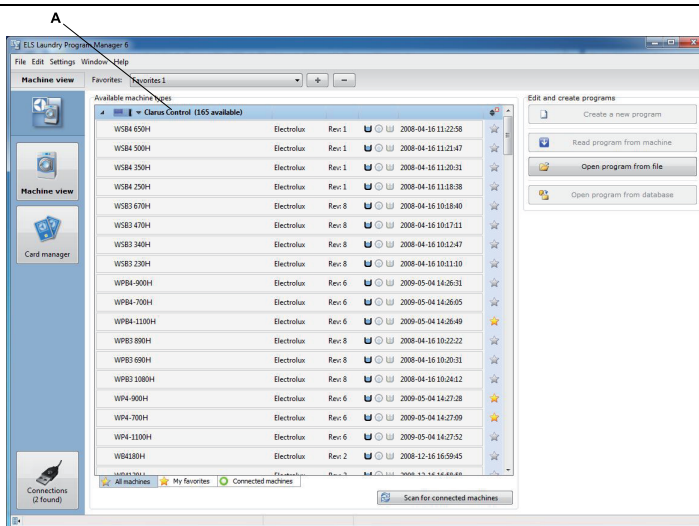 A
ELS Laundry Program Manager 6
File Edit Settings Window Help
Machine view Favorites: Favorites 1 + −
Available machine types
Clarus Control (165 available)
WSB4 650H Electrolux Rev: 1 2008-04-16 11:22:58
WSB4 500H Electrolux Rev: 1 2008-04-16 11:21:47
WSB4 350H Electrolux Rev: 1 2008-04-16 11:20:31
WSB4 250H Electrolux Rev: 1 2008-04-16 11:18:38
WSB3 670H Electrolux Rev: 8 2008-04-16 10:18:40
WSB3 470H Electrolux Rev: 8 2008-04-16 10:17:11
WSB3 340H Electrolux Rev: 8 2008-04-16 10:12:47
WSB3 230H Electrolux Rev: 8 2008-04-16 10:11:10
WPB4-900H Electrolux Rev: 6 2009-05-04 14:26:31
WPB4-700H Electrolux Rev: 6 2009-05-04 14:26:05
WPB4-1100H Electrolux Rev: 6 2009-05-04 14:26:49
WPB3 890H Electrolux Rev: 8 2008-04-16 10:22:22
WPB3 690H Electrolux Rev: 8 2008-04-16 10:20:31
WPB3 1080H Electrolux Rev: 8 2008-04-16 10:24:12
WP4-900H Electrolux Rev: 6 2009-05-04 14:27:28
WP4-700H Electrolux Rev: 6 2009-05-04 14:27:09
WP4-1100H Electrolux Rev: 6 2009-05-04 14:27:52
WB4180H Electrolux Rev: 2 2008-12-16 16:59:45
All machines My favorites Connected machines
Scan for connected machines
Edit and create programs
Create a new program
Read program from machine
Open program from file
Open program from database
Machine view
Card manager
Connections
(2 found)